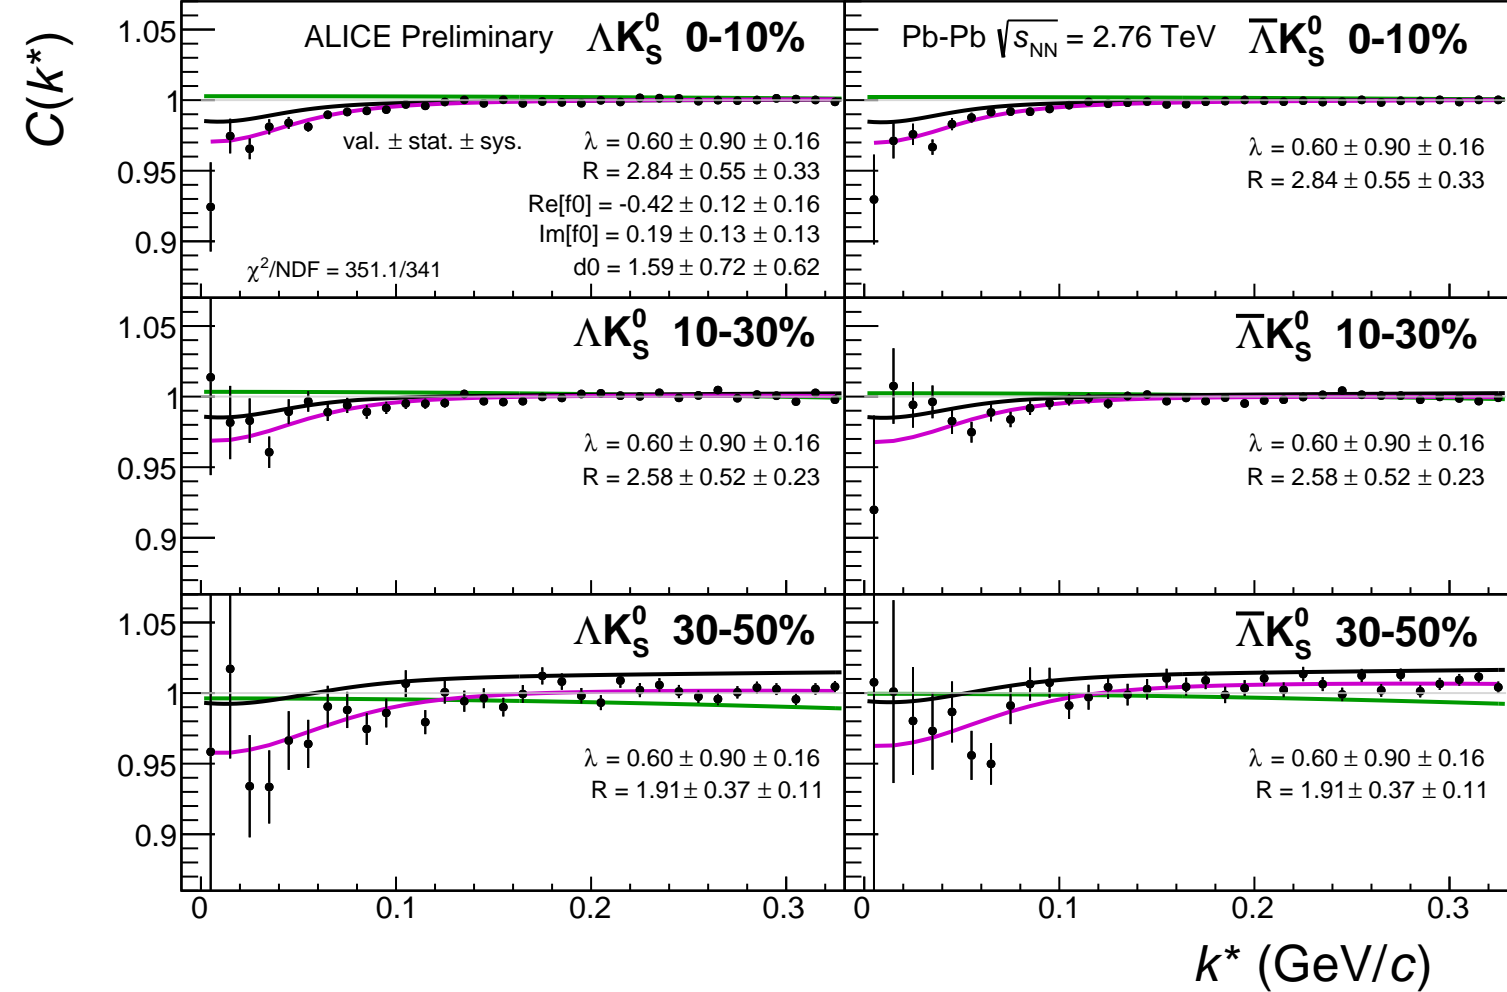 C(k*)
1.05
1
0.95
0.9
ALICE Preliminary ΛK⁰_S 0-10%
val. ± stat. ± sys.
λ = 0.60 ± 0.90 ± 0.16
R = 2.84 ± 0.55 ± 0.33
Re[f0] = -0.42 ± 0.12 ± 0.16
Im[f0] = 0.19 ± 0.13 ± 0.13
d0 = 1.59 ± 0.72 ± 0.62
χ²/NDF = 351.1/341
Pb-Pb √s_NN = 2.76 TeV Λ̅K⁰_S 0-10%
λ = 0.60 ± 0.90 ± 0.16
R = 2.84 ± 0.55 ± 0.33
1.05
1
0.95
0.9
ΛK⁰_S 10-30%
λ = 0.60 ± 0.90 ± 0.16
R = 2.58 ± 0.52 ± 0.23
Λ̅K⁰_S 10-30%
λ = 0.60 ± 0.90 ± 0.16
R = 2.58 ± 0.52 ± 0.23
1.05
1
0.95
0.9
ΛK⁰_S 30-50%
λ = 0.60 ± 0.90 ± 0.16
R = 1.91 ± 0.37 ± 0.11
Λ̅K⁰_S 30-50%
λ = 0.60 ± 0.90 ± 0.16
R = 1.91 ± 0.37 ± 0.11
0 0.1 0.2 0.3
0 0.1 0.2 0.3
k* (GeV/c)